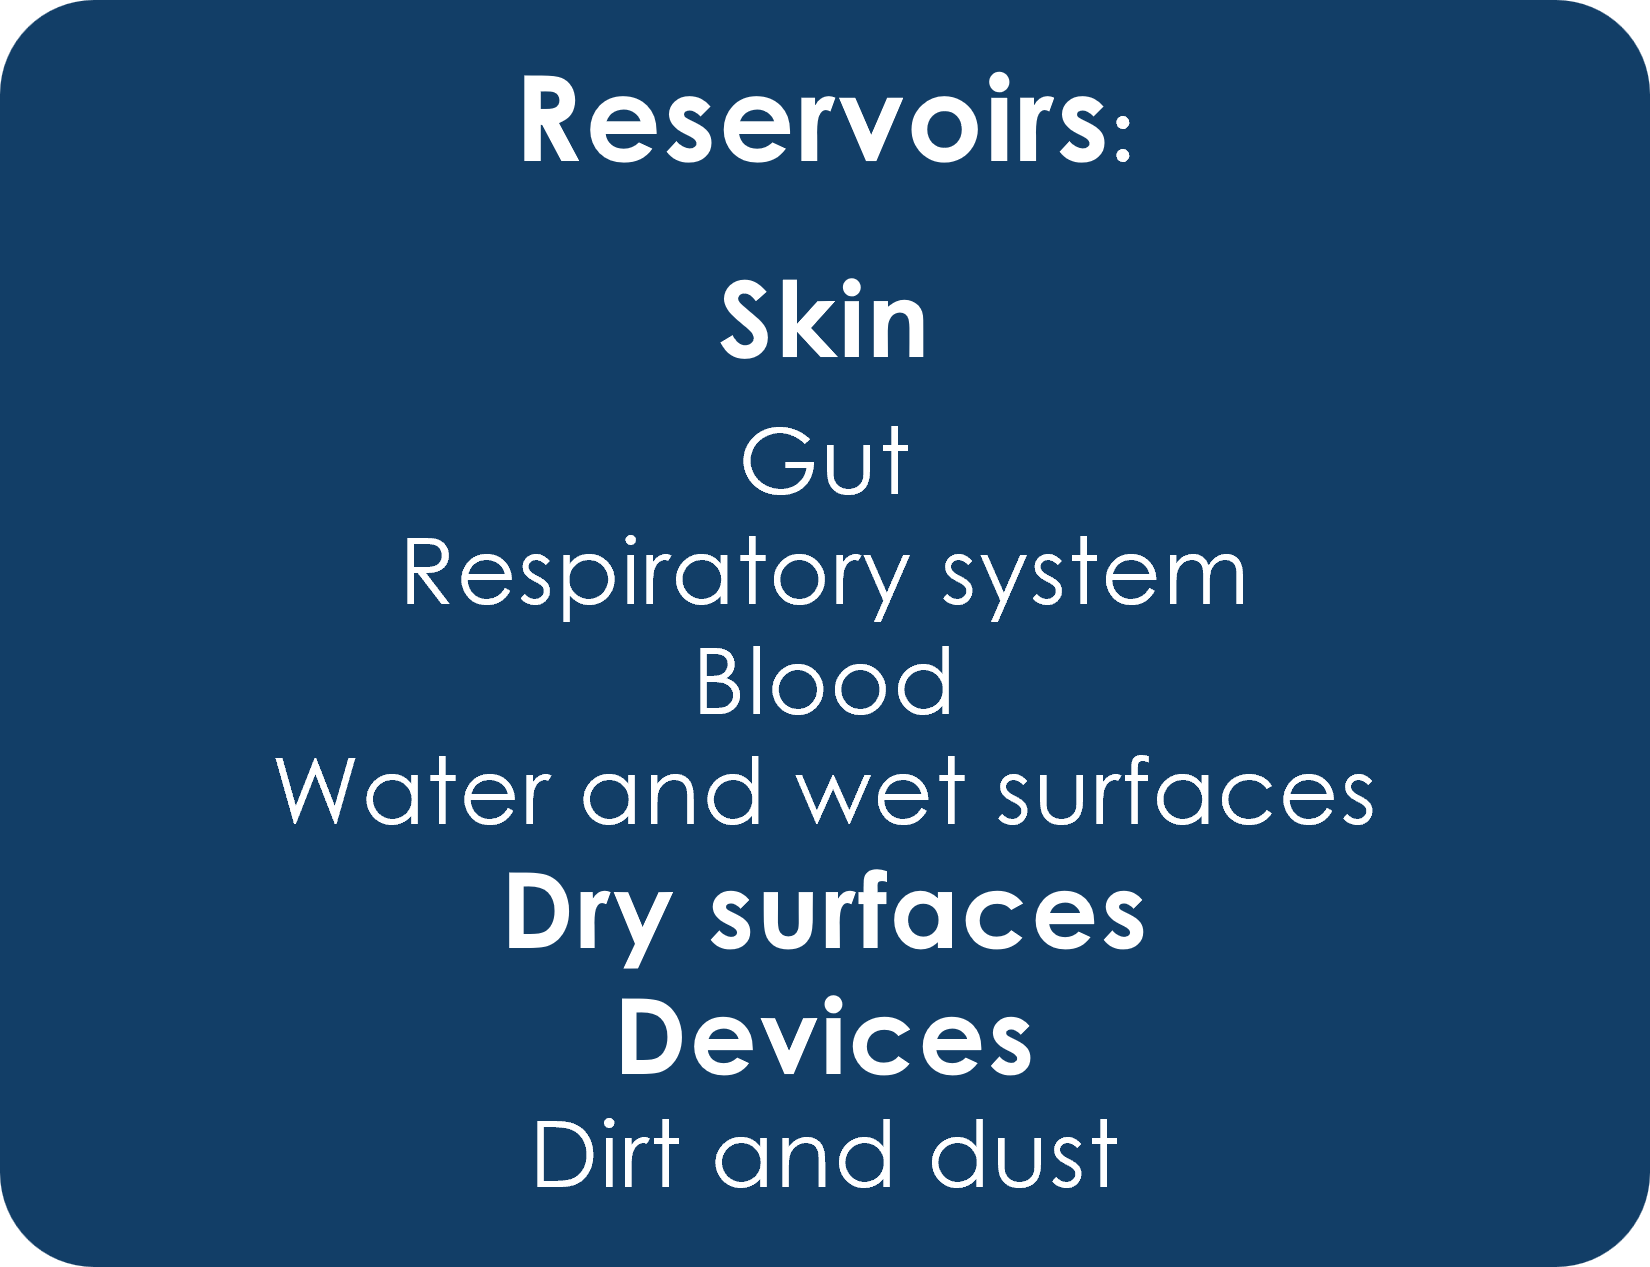 Reservoirs:
Skin
Gut
Respiratory system
Blood
Water and wet surfaces
Dry surfaces
Devices
Dirt and dust